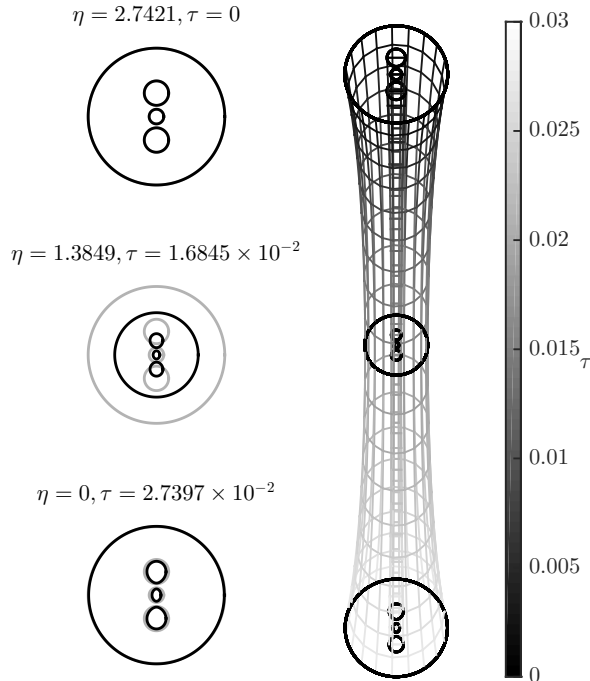 η = 2.7421, τ = 0
η = 1.3849, τ = 1.6845 × 10⁻²
η = 0, τ = 2.7397 × 10⁻²
0.03
0.025
0.02
0.015
τ
0.01
0.005
0